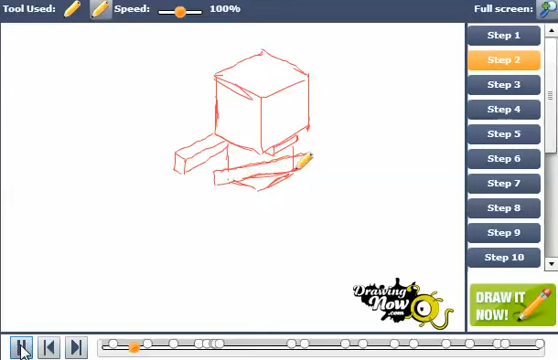 Tool Used: Speed: 100% Full screen:
Step 1
Step 2
Step 3
Step 4
Step 5
Step 6
Step 7
Step 8
Step 9
Step 10
Drawing
Now.com
DRAW IT
NOW!